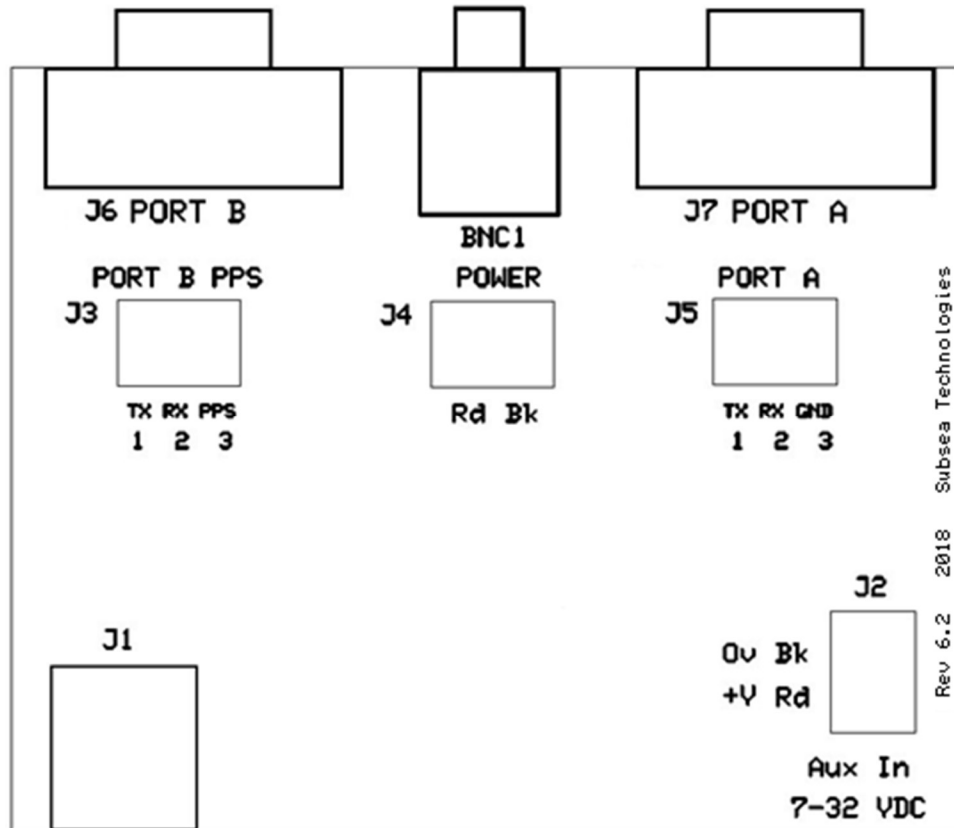 J6 PORT B
BNC1
J7 PORT A
PORT B PPS
J3
TX RX PPS
1 2 3
POWER
J4
Rd Bk
PORT A
J5
TX RX GND
1 2 3
J1
J2
0v Bk
+V Rd
Aux In
7-32 VDC
Rev 6.2 2018 Subsea Technologies